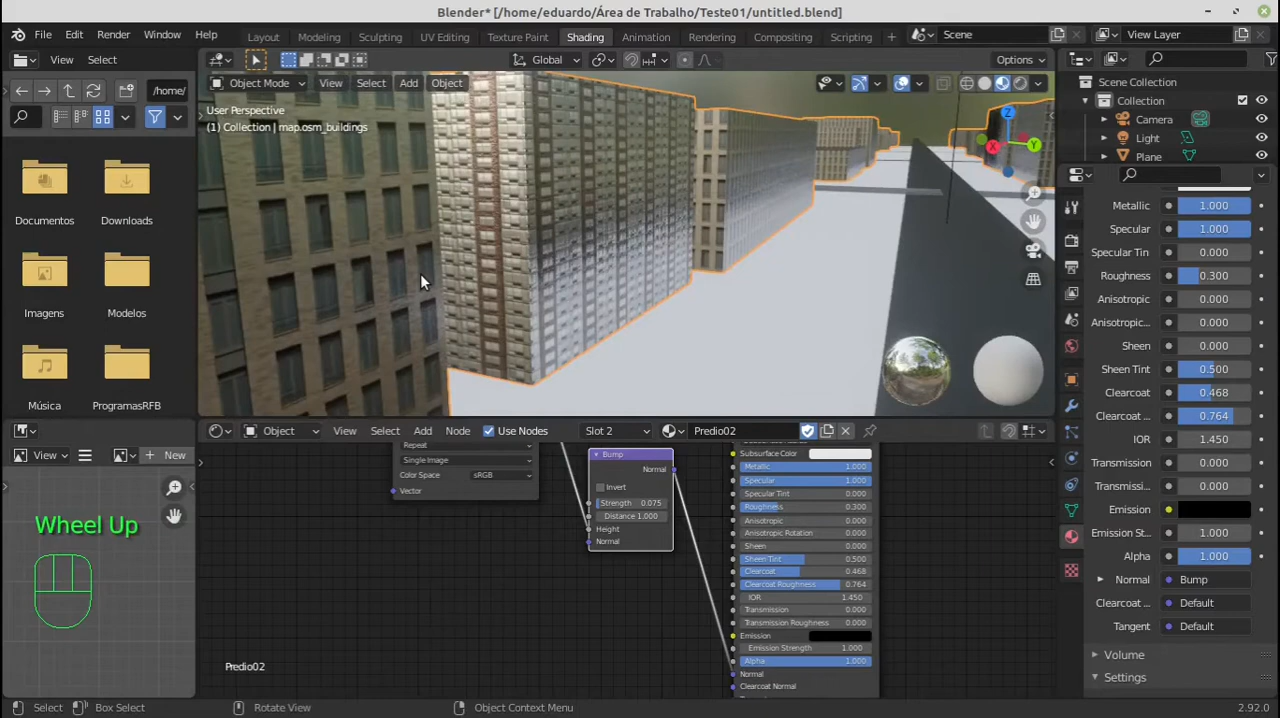 Blender* [/home/eduardo/Área de Trabalho/Teste01/untitled.blend]
File Edit Render Window Help Layout Modeling Sculpting UV Editing Texture Paint Shading Animation Rendering Compositing Scripting Scene View Layer
View Select Global Options
/home/
Object Mode View Select Add Object
User Perspective
(1) Collection | map.osm_buildings
Documentos Downloads
Imagens Modelos
Música ProgramasRFB
Scene Collection
Collection
Camera
Light
Plane
X Y Z
Metallic 1.000
Specular 1.000
Specular Tin 0.000
Roughness 0.300
Anisotropic 0.000
Anisotropic... 0.000
Sheen 0.000
Sheen Tint 0.500
Clearcoat 0.468
Clearcoat ... 0.764
IOR 1.450
Transmission 0.000
Transmissi... 0.000
Emission
Emission St... 1.000
Alpha 1.000
Normal Bump
Clearcoat ... Default
Tangent Default
Volume
Settings
View New
Wheel Up
Object View Select Add Node Use Nodes Slot 2 Predio02
Repeat
Single Image
Color Space sRGB
Vector
Bump
Normal
Invert
Strength 0.075
Distance 1.000
Height
Normal
Subsurface Color
Metallic 1.000
Specular 1.000
Specular Tint 0.000
Roughness 0.300
Anisotropic 0.000
Anisotropic Rotation 0.000
Sheen 0.000
Sheen Tint 0.500
Clearcoat 0.468
Clearcoat Roughness 0.764
IOR 1.450
Transmission 0.000
Transmission Roughness 0.000
Emission
Emission Strength 1.000
Alpha 1.000
Normal
Clearcoat Normal
Predio02
Select Box Select Rotate View Object Context Menu 2.92.0